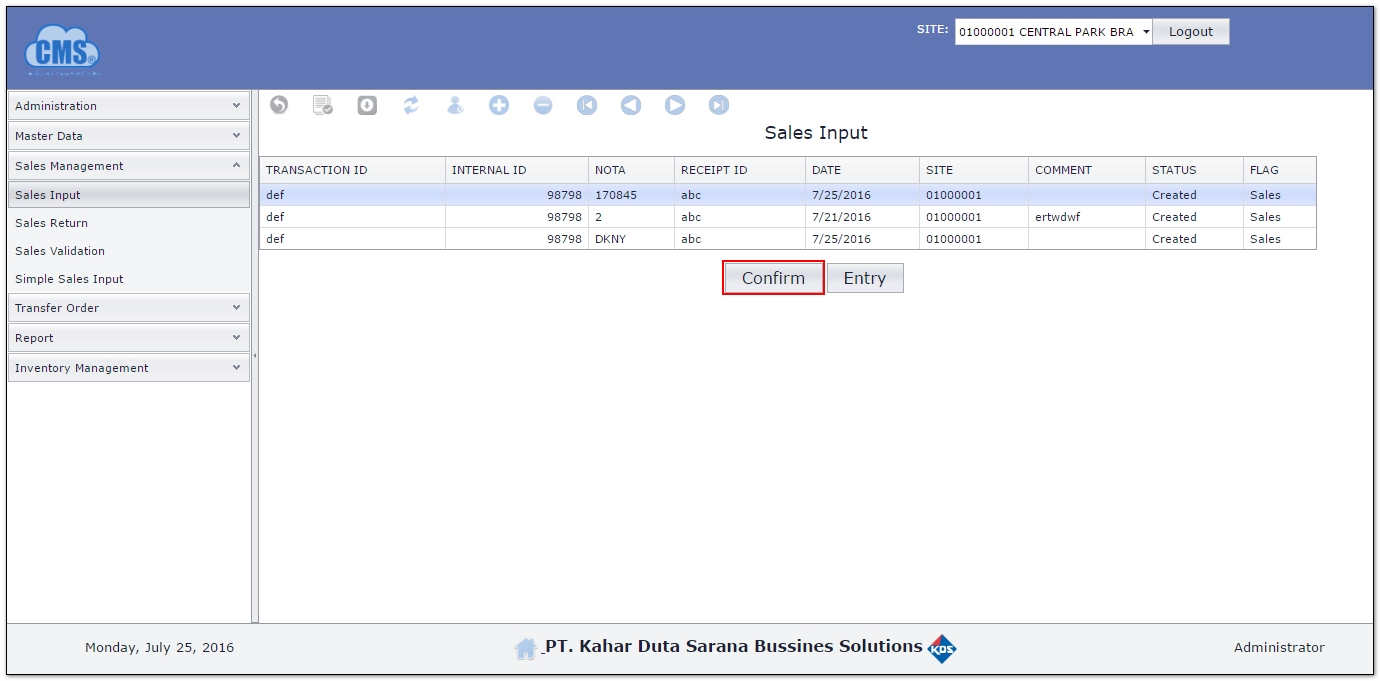 CMS®
SITE: 01000001 CENTRAL PARK BRA Logout
Administration
Master Data
Sales Management
Sales Input
Sales Return
Sales Validation
Simple Sales Input
Transfer Order
Report
Inventory Management
Sales Input
TRANSACTION ID INTERNAL ID NOTA RECEIPT ID DATE SITE COMMENT STATUS FLAG
def 98798 170845 abc 7/25/2016 01000001 Created Sales
def 98798 2 abc 7/21/2016 01000001 ertwdwf Created Sales
def 98798 DKNY abc 7/25/2016 01000001 Created Sales
Confirm Entry
Monday, July 25, 2016 PT. Kahar Duta Sarana Bussines Solutions KDS Administrator